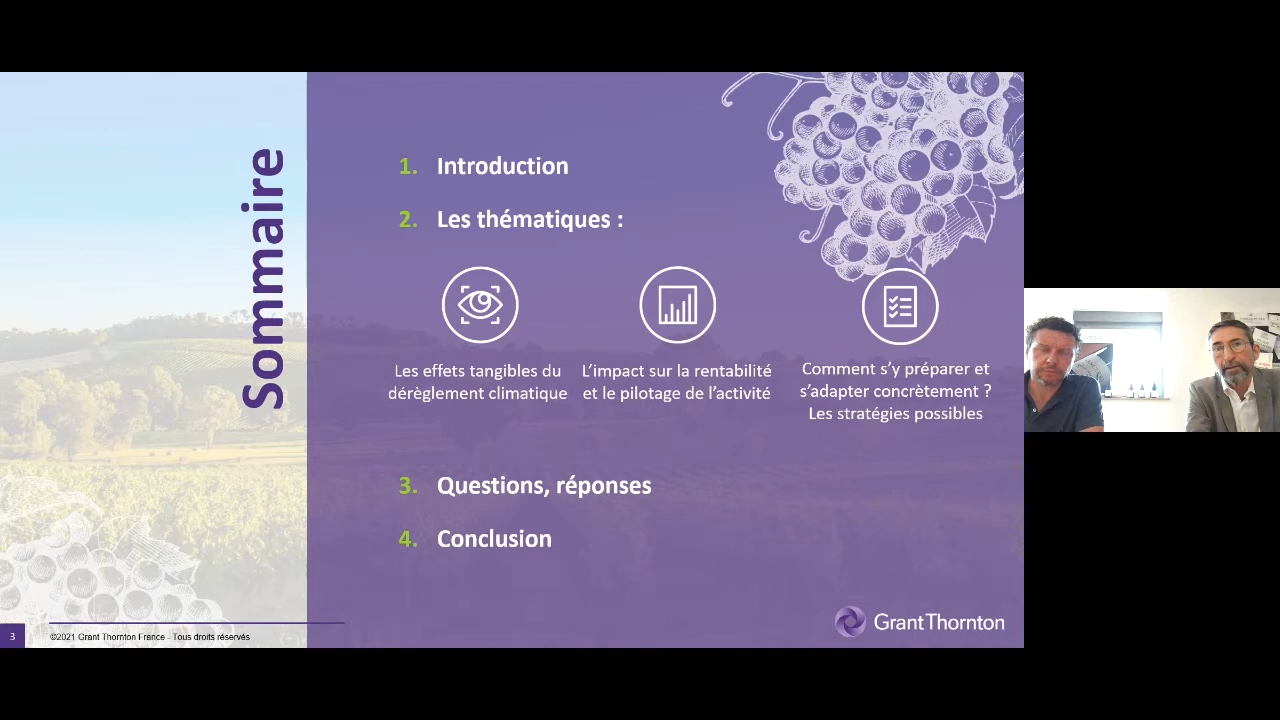 Sommaire
1. Introduction
2. Les thématiques :
Les effets tangibles du
dérèglement climatique
L'impact sur la rentabilité
et le pilotage de l'activité
Comment s'y préparer et
s'adapter concrètement ?
Les stratégies possibles
3. Questions, réponses
4. Conclusion
3
©2021 Grant Thornton France - Tous droits réservés
GrantThornton